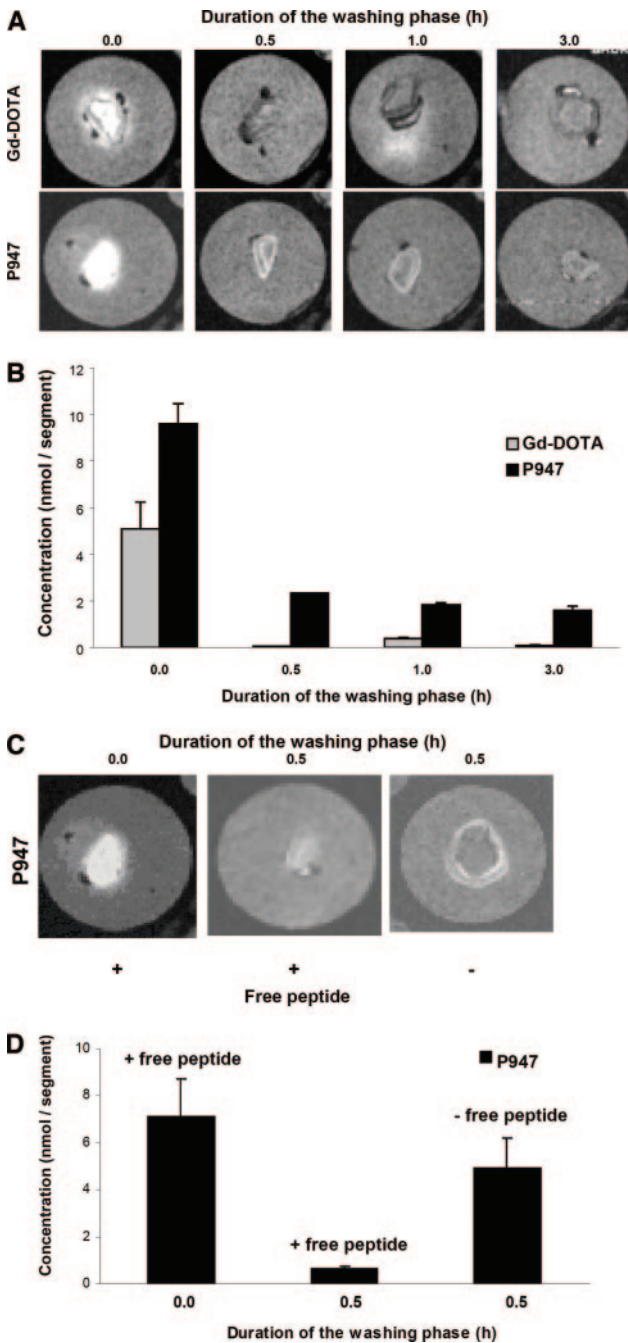 A
Duration of the washing phase (h)
0.0 0.5 1.0 3.0
Gd-DOTA
P947
B
Concentration (nmol / segment)
12
10
8
6
4
2
0
Gd-DOTA
P947
0.0 0.5 1.0 3.0
Duration of the washing phase (h)
C
Duration of the washing phase (h)
0.0 0.5 0.5
P947
+ + -
Free peptide
D
Concentration (nmol / segment)
10
8
6
4
2
0
+ free peptide
P947
- free peptide
+ free peptide
0.0 0.5 0.5
Duration of the washing phase (h)